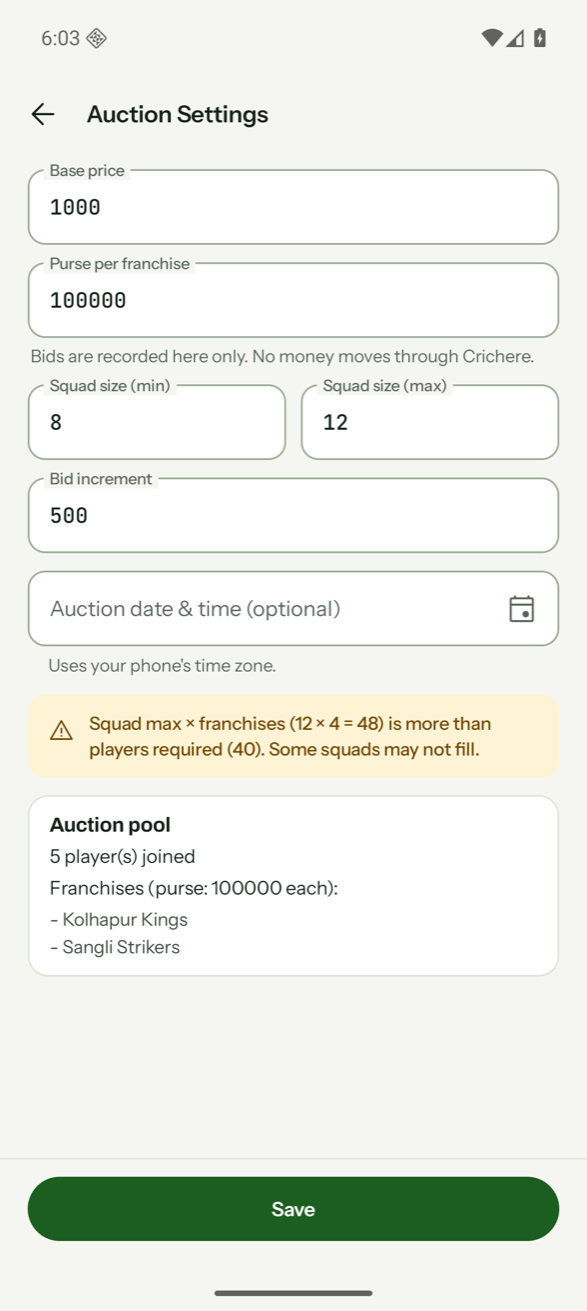 6:03
Auction Settings
Base price
1000
Purse per franchise
100000
Bids are recorded here only. No money moves through Crichere.
Squad size (min)
8
Squad size (max)
12
Bid increment
500
Auction date & time (optional)
Uses your phone's time zone.
Squad max × franchises (12 × 4 = 48) is more than
players required (40). Some squads may not fill.
Auction pool
5 player(s) joined
Franchises (purse: 100000 each):
- Kolhapur Kings
- Sangli Strikers
Save